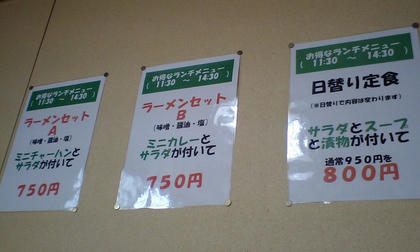 お得なランチメニュー
( 11:30 ～ 14:30 )
ラーメンセット
A
(味噌・醤油・塩)
ミニチャーハンと
サラダが付いて
750円
お得なランチメニュー
( 11:30 ～ 14:30 )
ラーメンセット
B
(味噌・醤油・塩)
ミニカレーと
サラダが付いて
750円
お得なランチメニュー
( 11:30 ～ 14:30 )
日替り定食
(※日替りで内容は変わります)
サラダとスープ
と漬物が付いて
通常950円を
800円